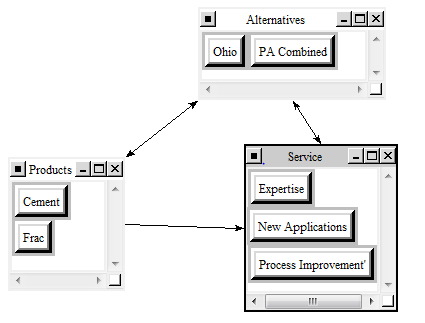 Alternatives
Ohio PA Combined
Products
Cement
Frac
Service
Expertise
New Applications
Process Improvement'